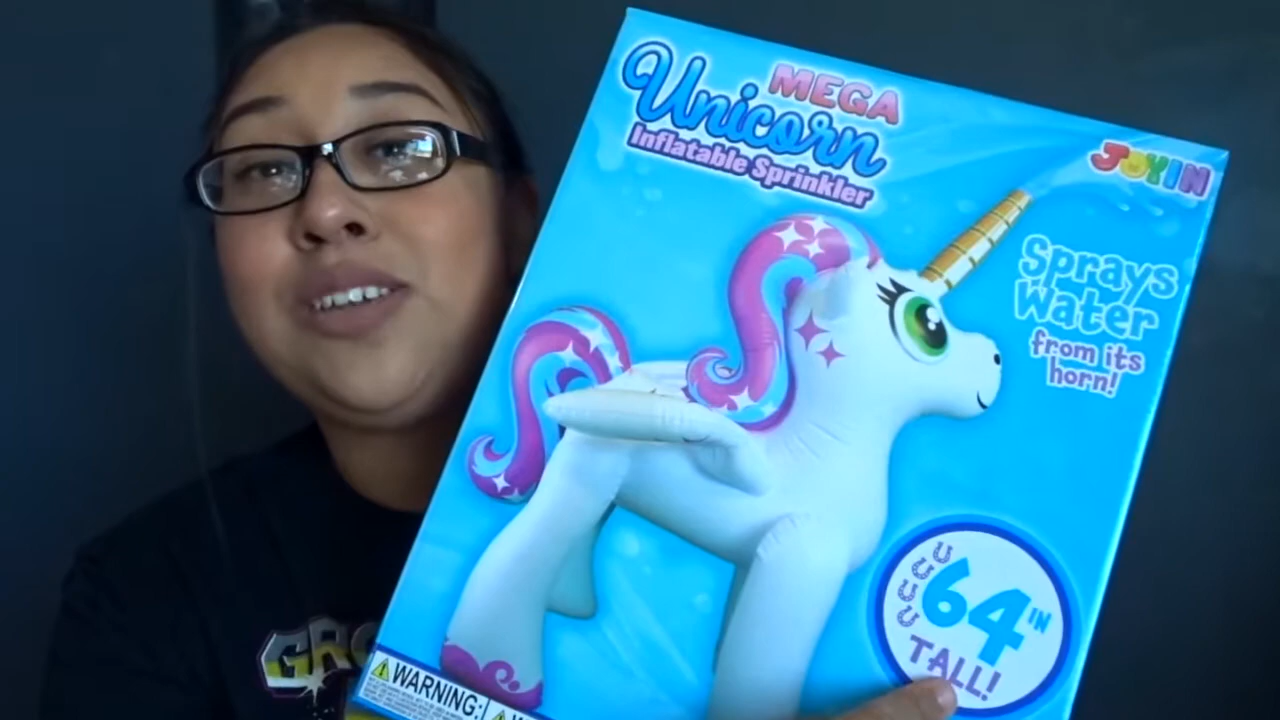 MEGA
Unicorn
Inflatable Sprinkler
JOYIN
Sprays
Water
from its
horn!
64 IN
TALL!
WARNING: